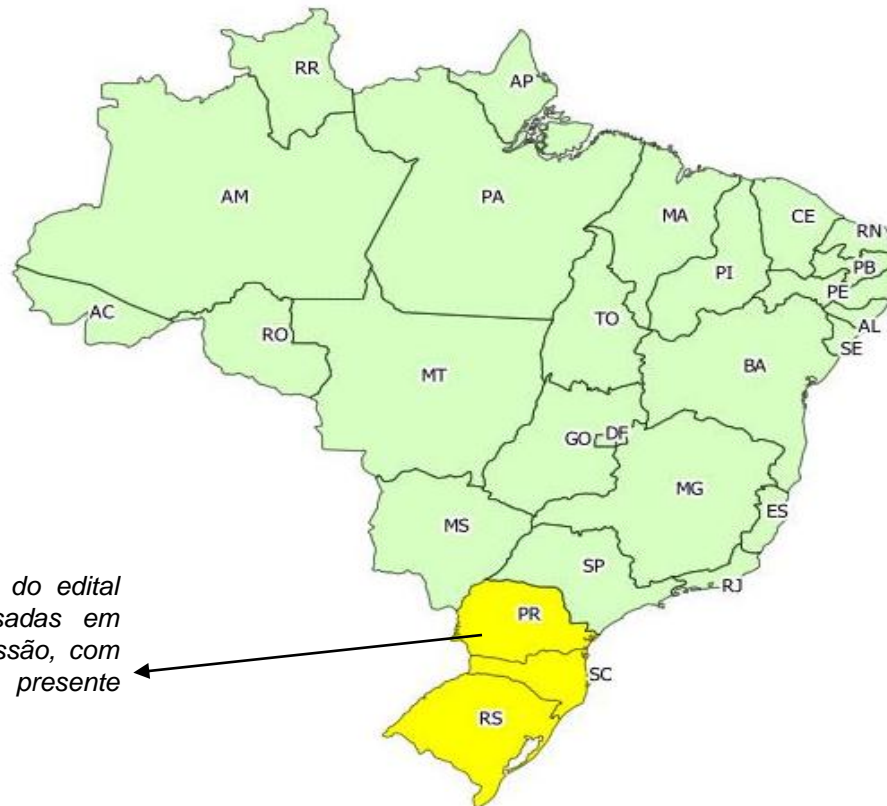 RR
AP
AM
PA
MA
CE
RN
PI
PB
PE
AC
TO
AL
RO
SE
BA
MT
GO
DF
MG
ES
MS
SP
RJ
do edital
sadas em
PR
ssão, com
SC
presente
RS